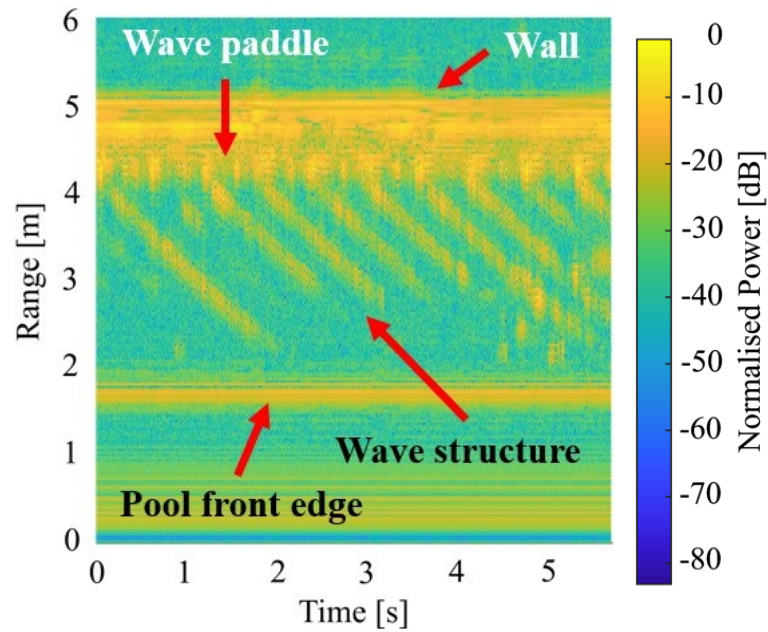 6
5
4
3
2
1
0
Range [m]
Wave paddle
Wall
Wave structure
Pool front edge
0 1 2 3 4 5
Time [s]
0
-10
-20
-30
-40
-50
-60
-70
-80
Normalised Power [dB]